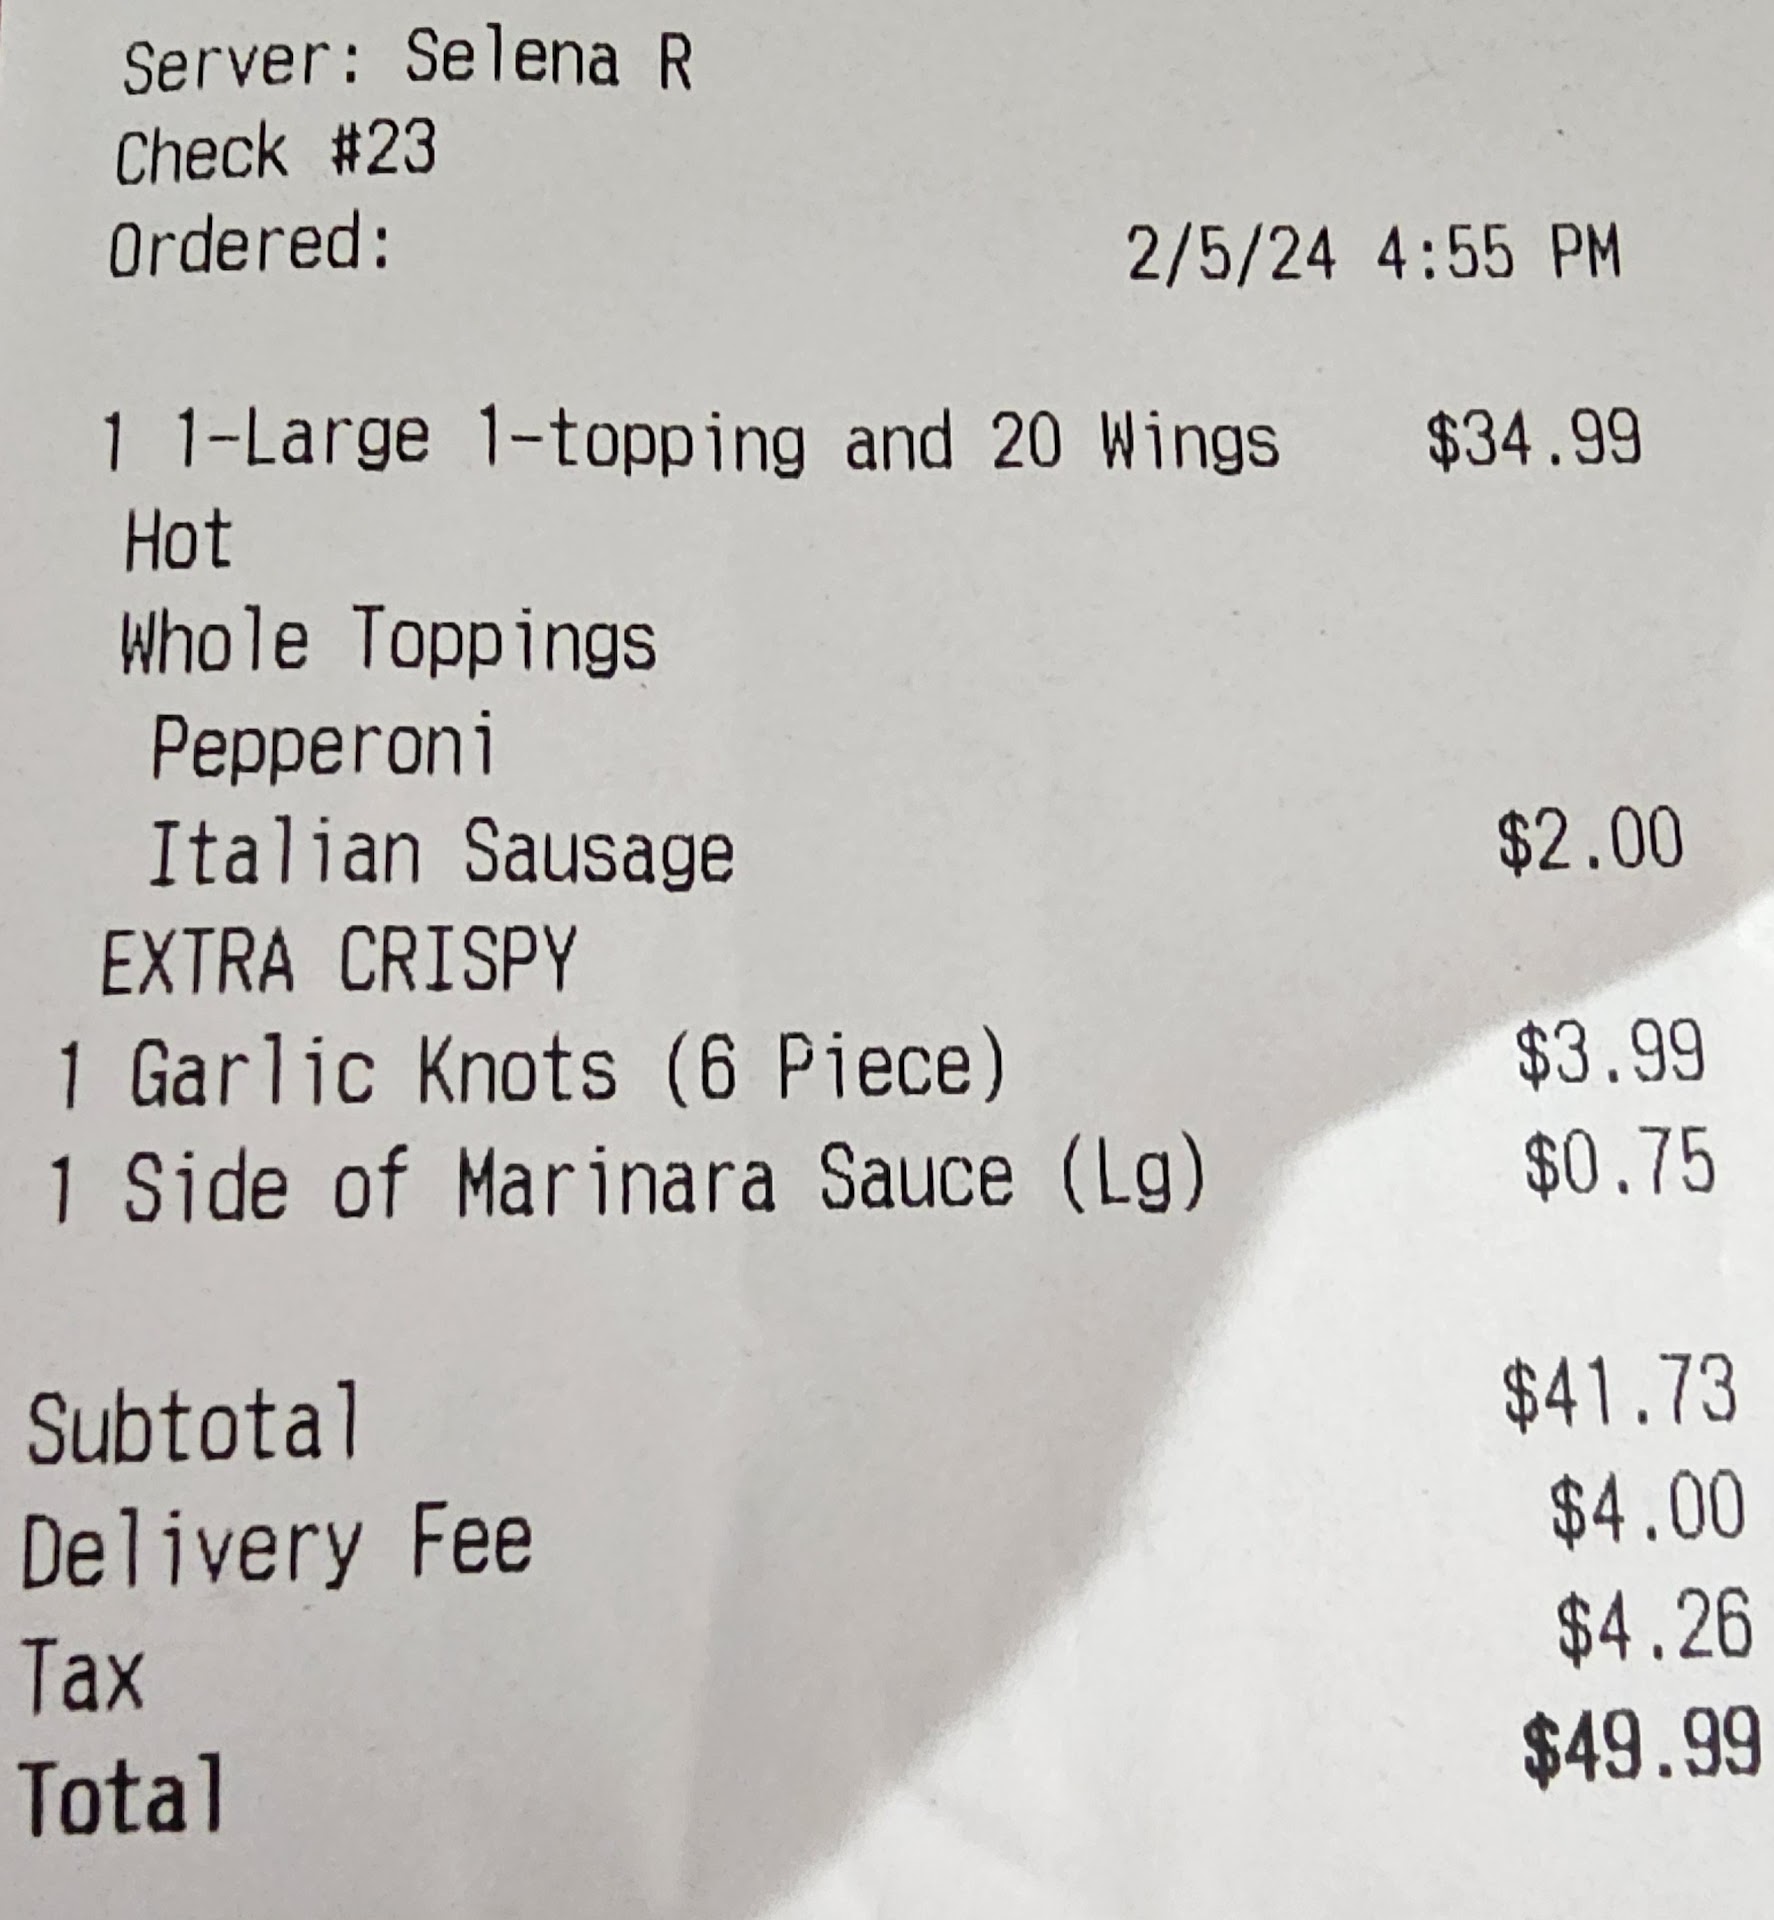 Server: Selena R
Check #23
Ordered: 2/5/24 4:55 PM
1 1-Large 1-topping and 20 Wings $34.99
Hot
Whole Toppings
Pepperoni
Italian Sausage $2.00
EXTRA CRISPY
1 Garlic Knots (6 Piece) $3.99
1 Side of Marinara Sauce (Lg) $0.75
Subtotal $41.73
Delivery Fee $4.00
Tax $4.26
Total $49.99